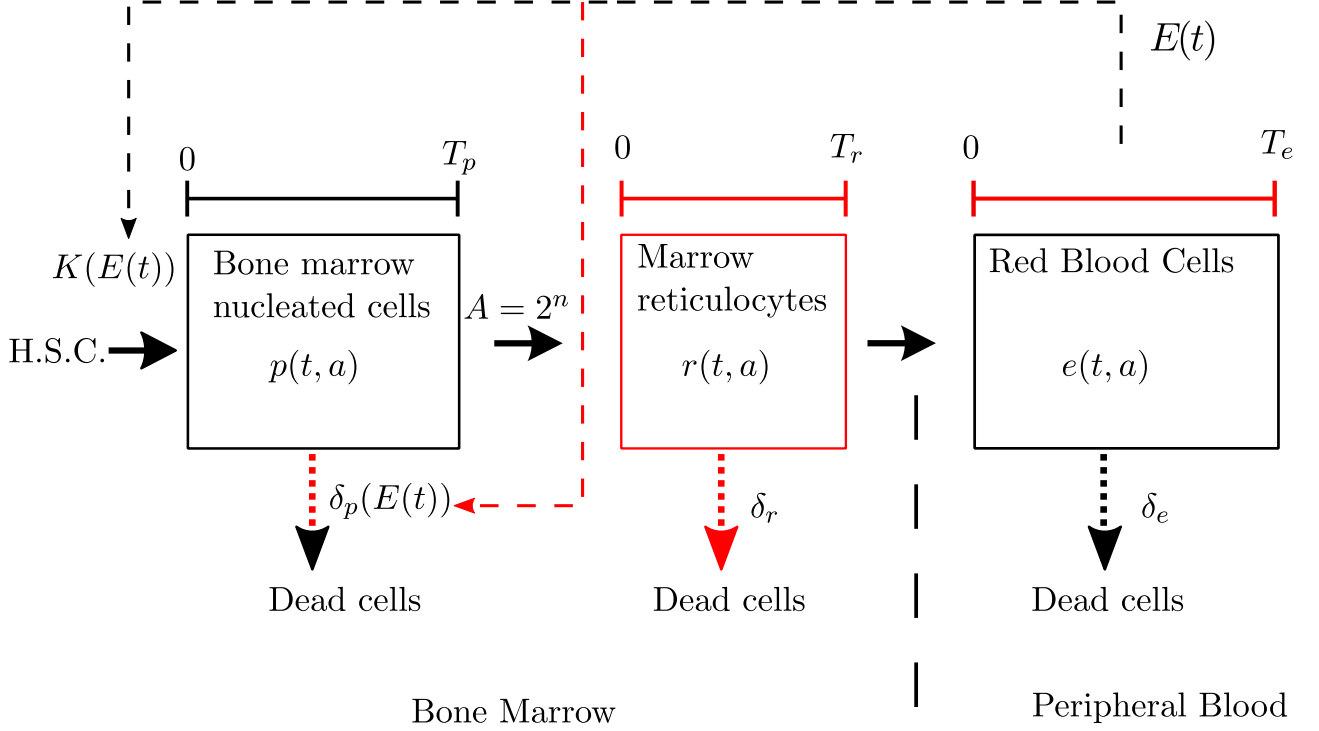 E(t)
0
T_p
0
T_r
0
T_e
K(E(t))
Bone marrow
nucleated cells
p(t, a)
A = 2^n
Marrow
reticulocytes
r(t, a)
Red Blood Cells
e(t, a)
H.S.C.
δ_p(E(t))
δ_r
δ_e
Dead cells
Dead cells
Dead cells
Bone Marrow
Peripheral Blood